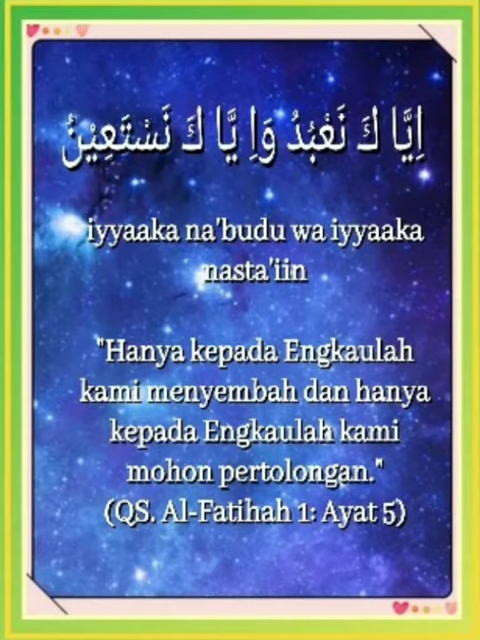 اِيَّا كَ نَعْبُدُ وَاِ يَّا كَ نَسْتَعِيْنُ
iyyaaka na'budu wa iyyaaka
nasta'iin
"Hanya kepada Engkaulah
kami menyembah dan hanya
kepada Engkaulah kami
mohon pertolongan."
(QS. Al-Fatihah 1: Ayat 5)